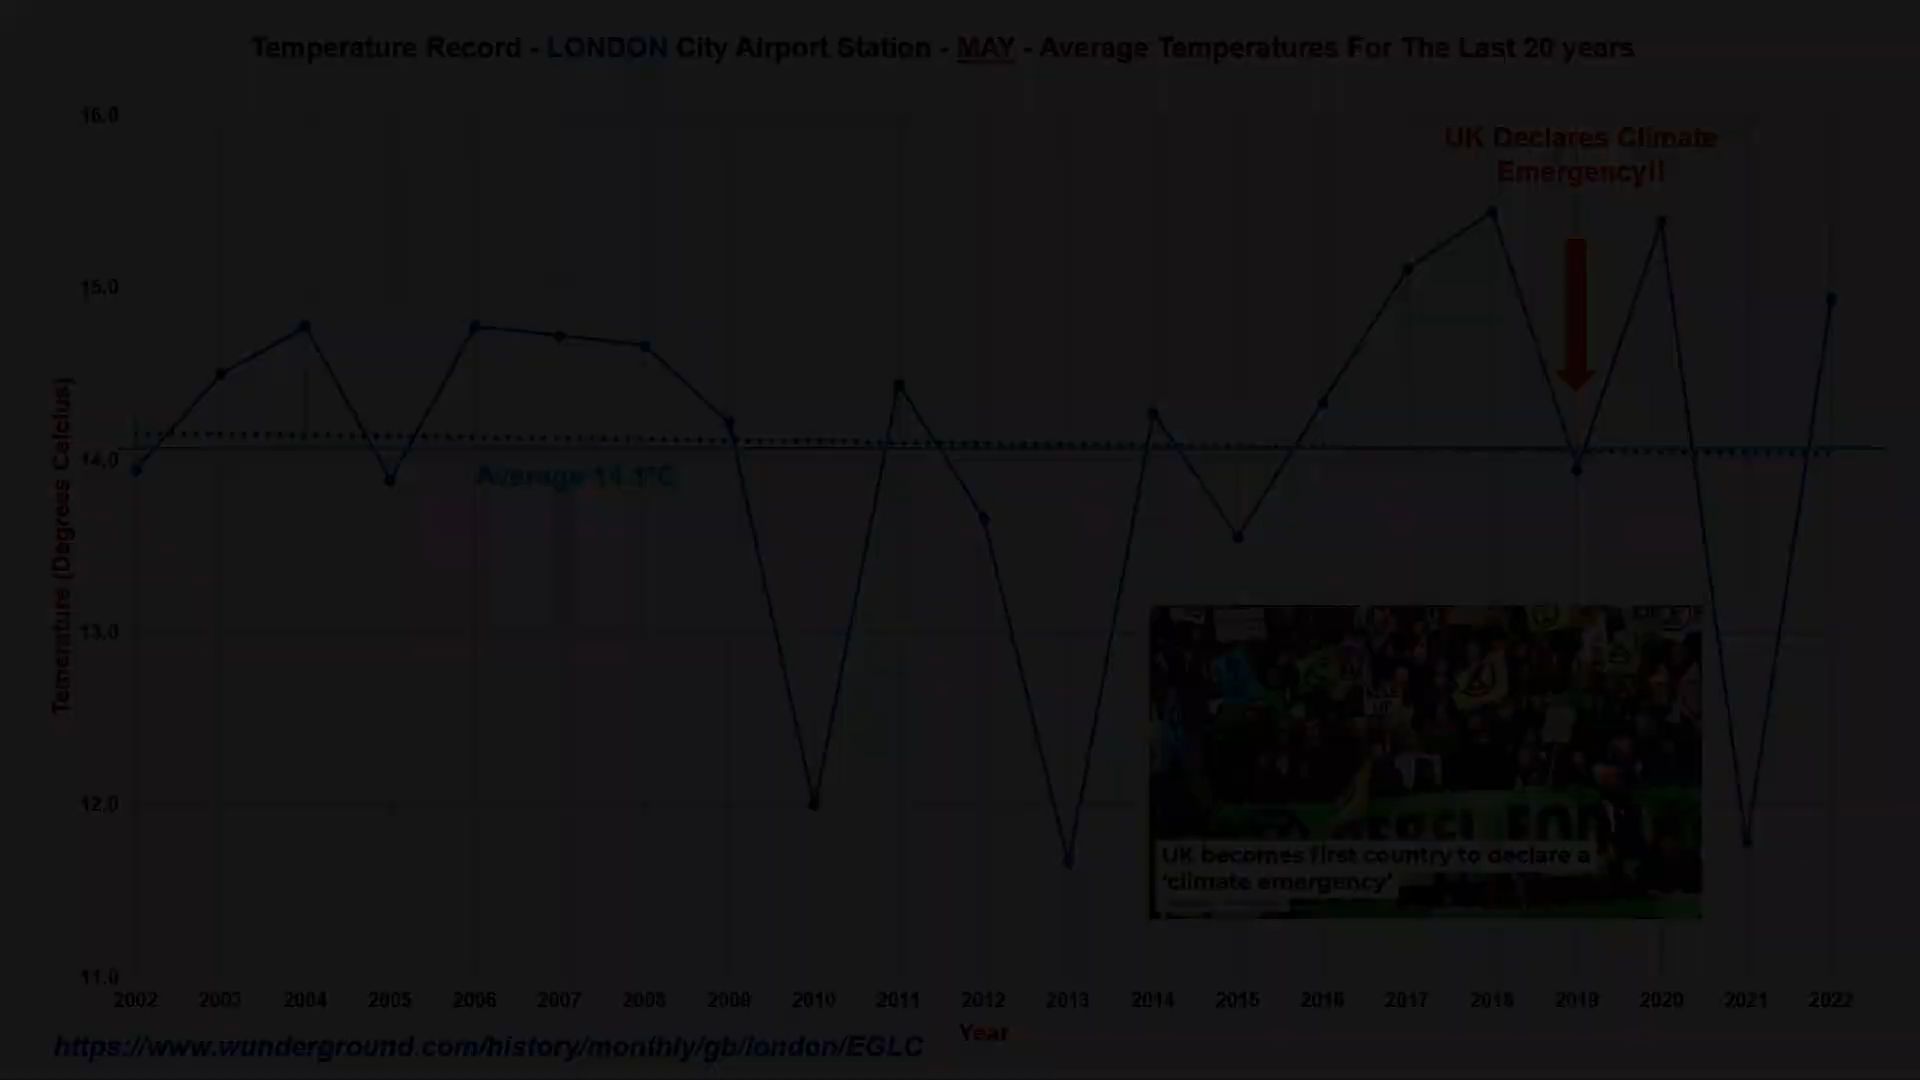 Temperature Record - LONDON City Airport Station - MAY - Average Temperatures For The Last 20 years
16.0
UK Declares Climate
Emergency!!
15.0
14.0
Average 14.1°C
Temerature (Degrees Celcius)
13.0
12.0
UK becomes first country to declare a
'climate emergency'
11.0
2002 2003 2004 2005 2006 2007 2008 2009 2010 2011 2012 2013 2014 2015 2016 2017 2018 2019 2020 2021 2022
Year
https://www.wunderground.com/history/monthly/gb/london/EGLC